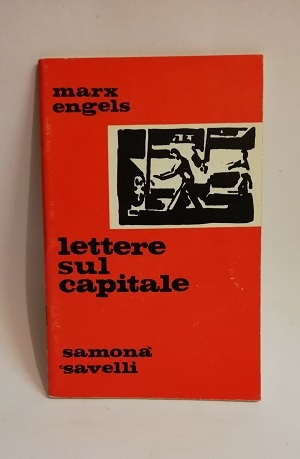 marx
engels
lettere
sul
capitale
samonà
e savelli